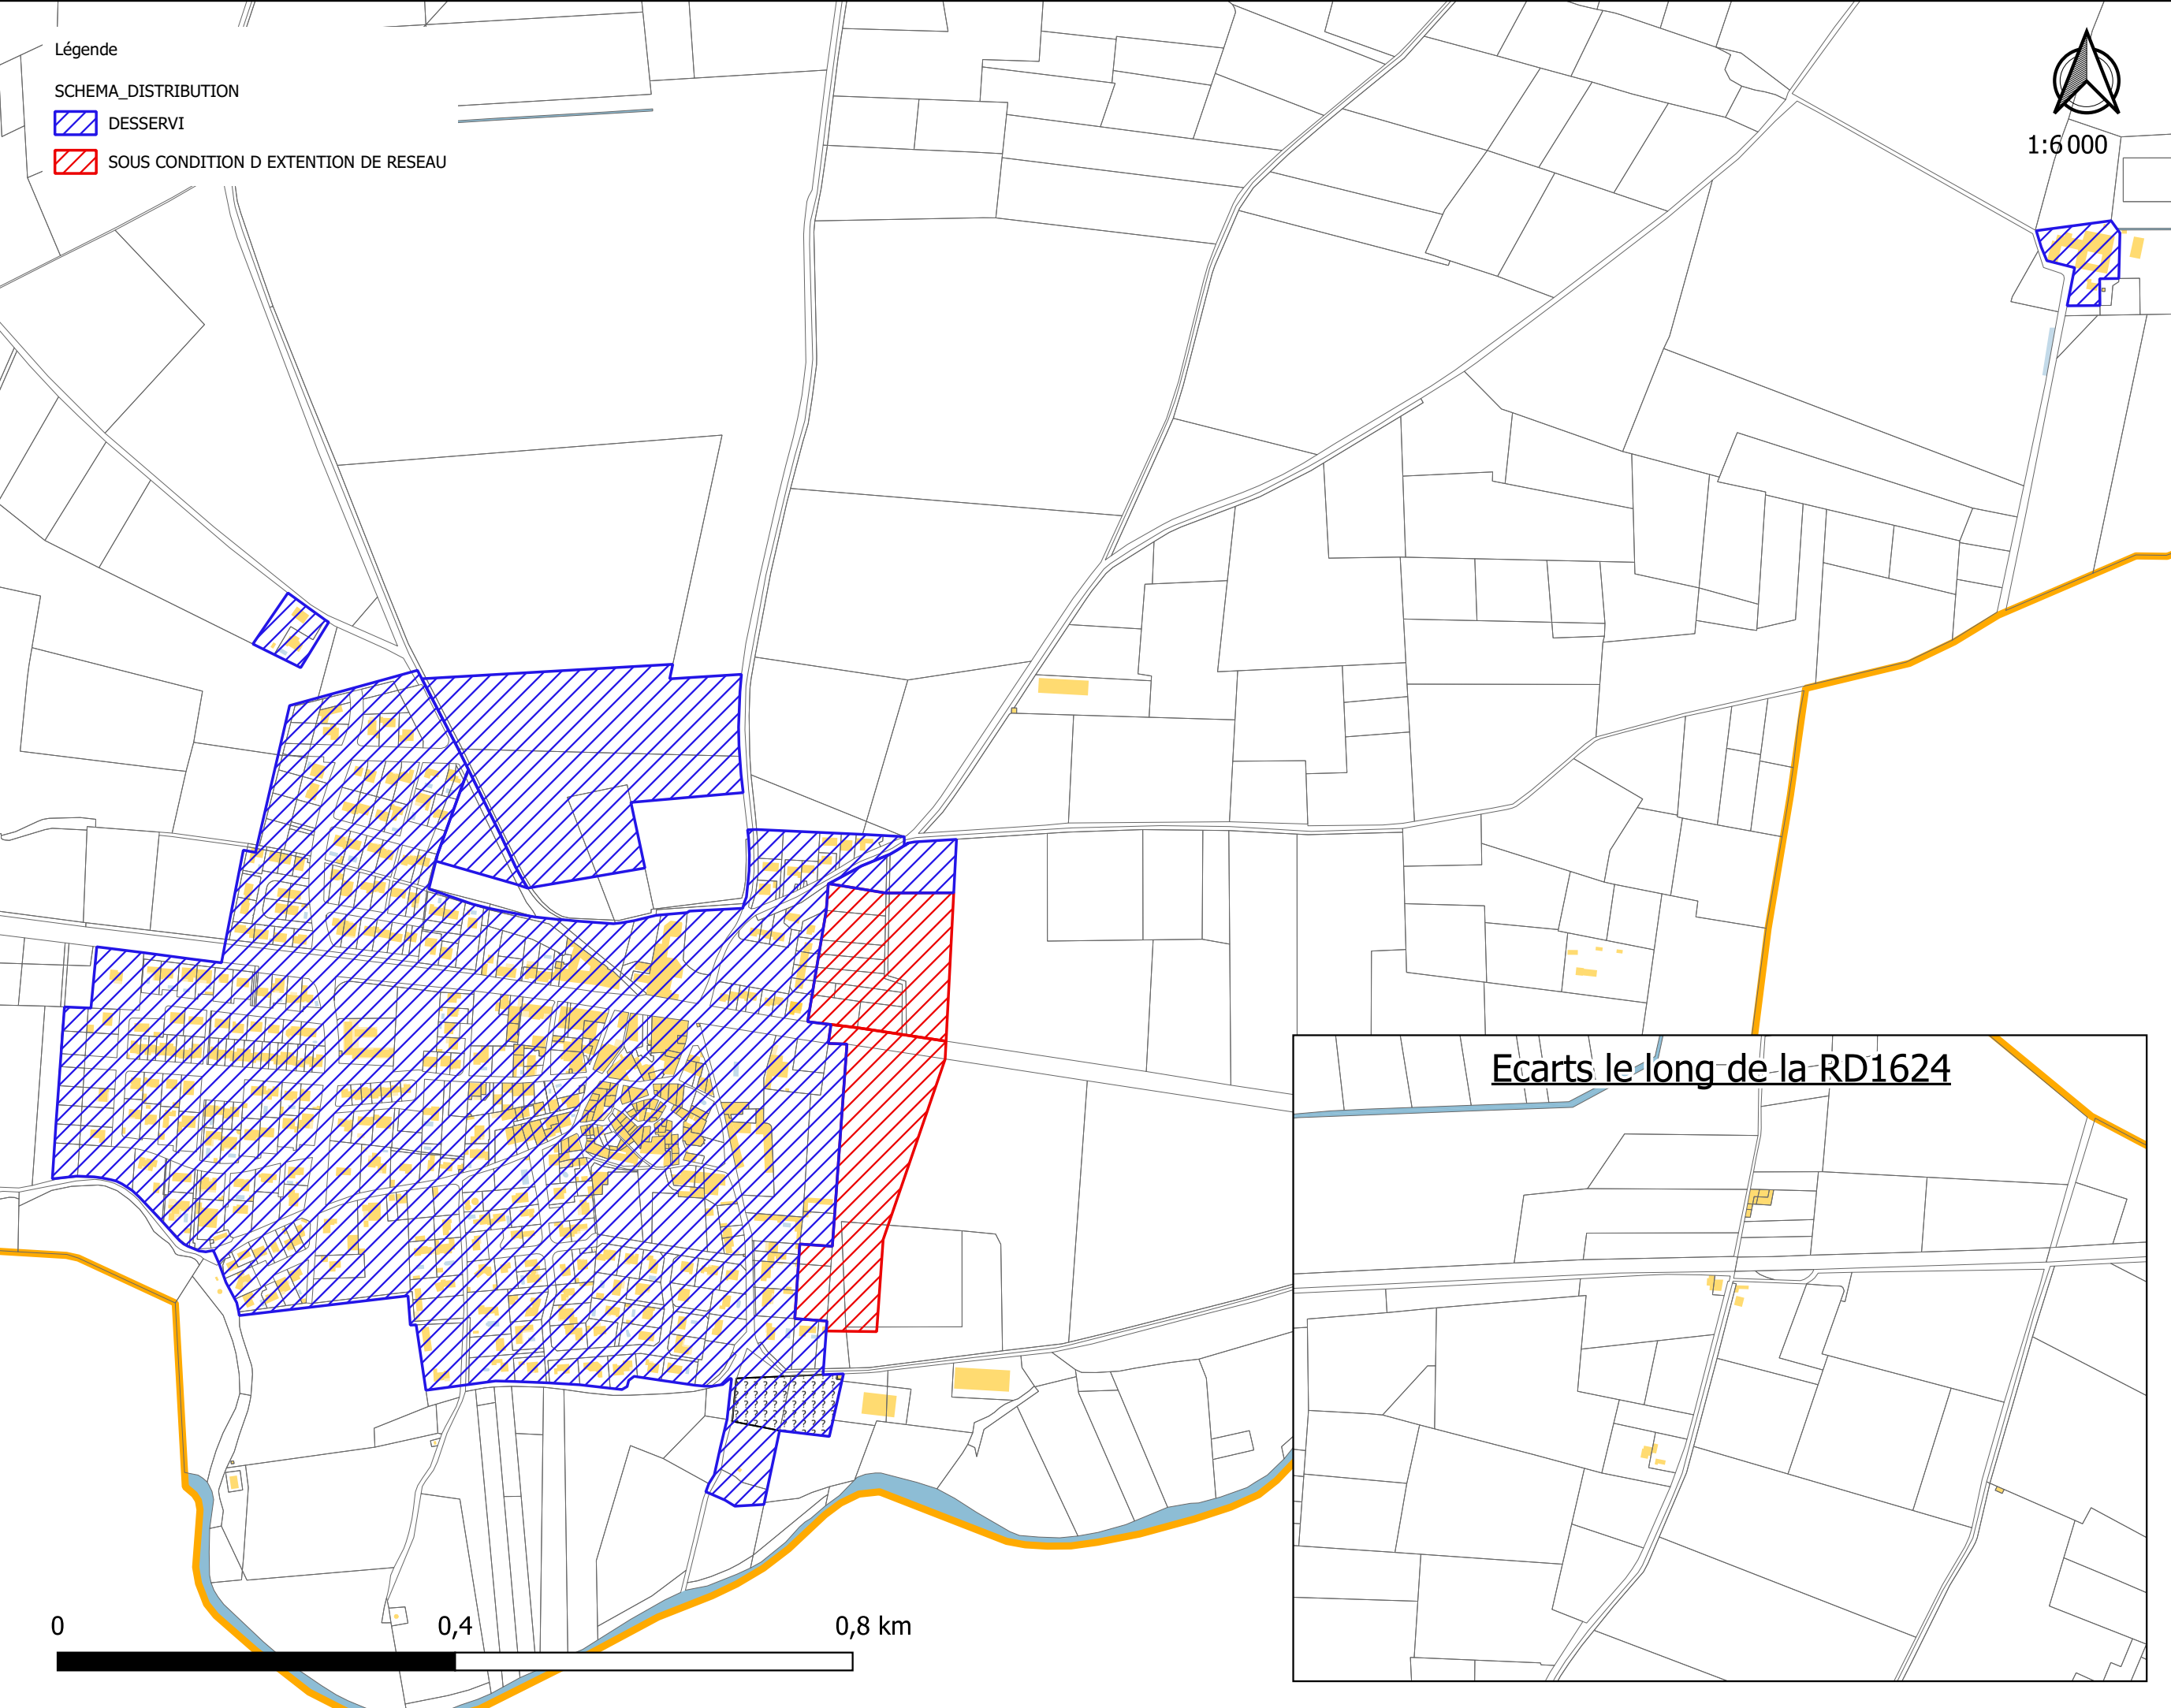 Légende
SCHEMA_DISTRIBUTION
DESSERVI
SOUS CONDITION D EXTENTION DE RESEAU
1:6 000
Ecarts le long de la RD1624
? ? ? ? ? ? ? ?
? ? ? ? ? ? ? ?
? ? ? ? ? ? ? ?
? ? ? ? ? ? ? ?
? ? ?
0
0,4
0,8 km